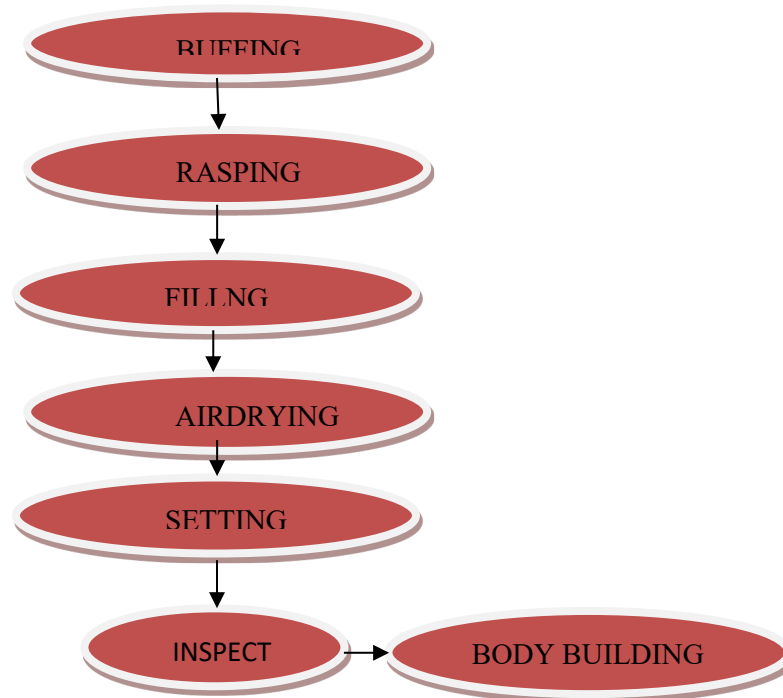 BUFFING
RASPING
FILLNG
AIRDRYING
SETTING
INSPECT
BODY BUILDING